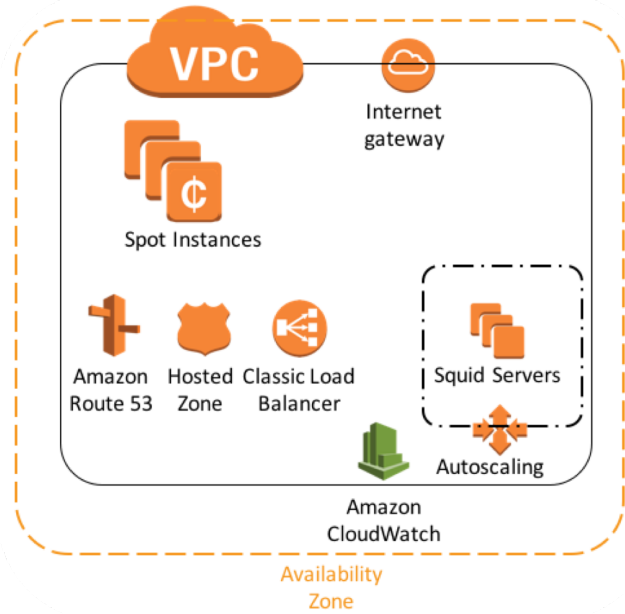 VPC
Internet
gateway
¢
Spot Instances
Amazon
Route 53
Hosted
Zone
Classic Load
Balancer
Squid Servers
Autoscaling
Amazon
CloudWatch
Availability
Zone